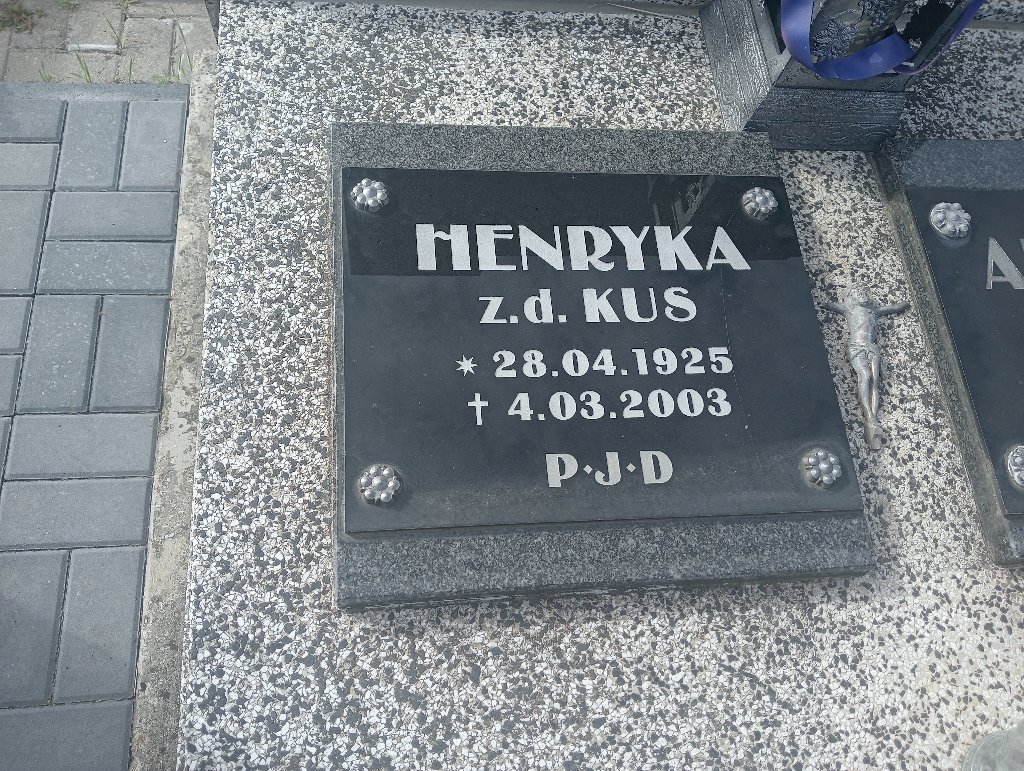 HENRYKA
z.d. KUS
* 28.04.1925
† 4.03.2003
P·J·D